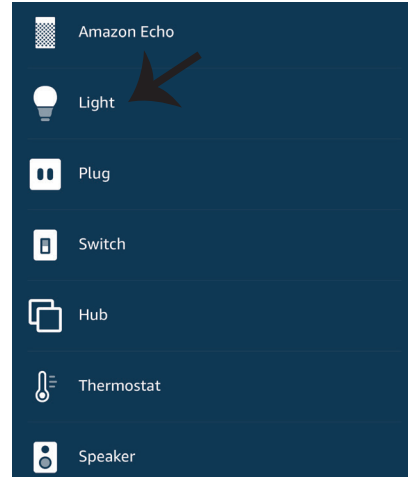 Amazon Echo
Light
Plug
Switch
Hub
Thermostat
Speaker